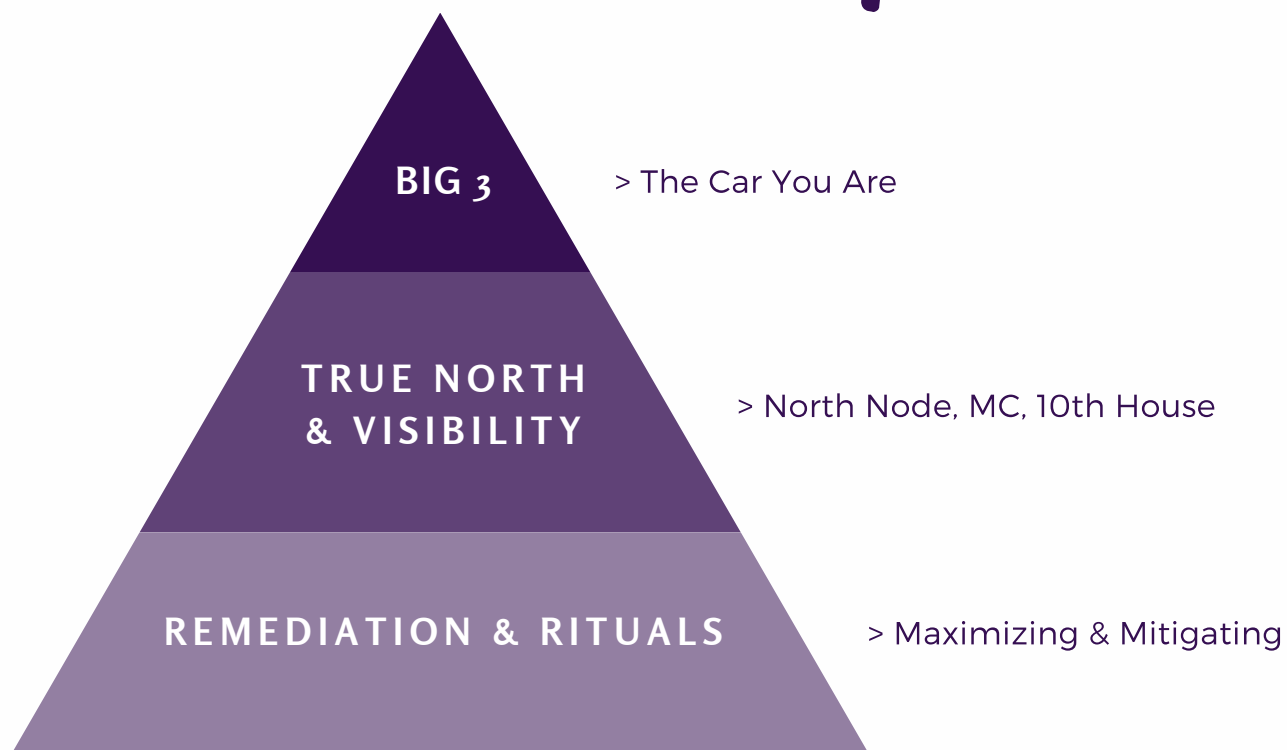 BIG 3
> The Car You Are
TRUE NORTH
& VISIBILITY
> North Node, MC, 10th House
REMEDIATION & RITUALS
> Maximizing & Mitigating